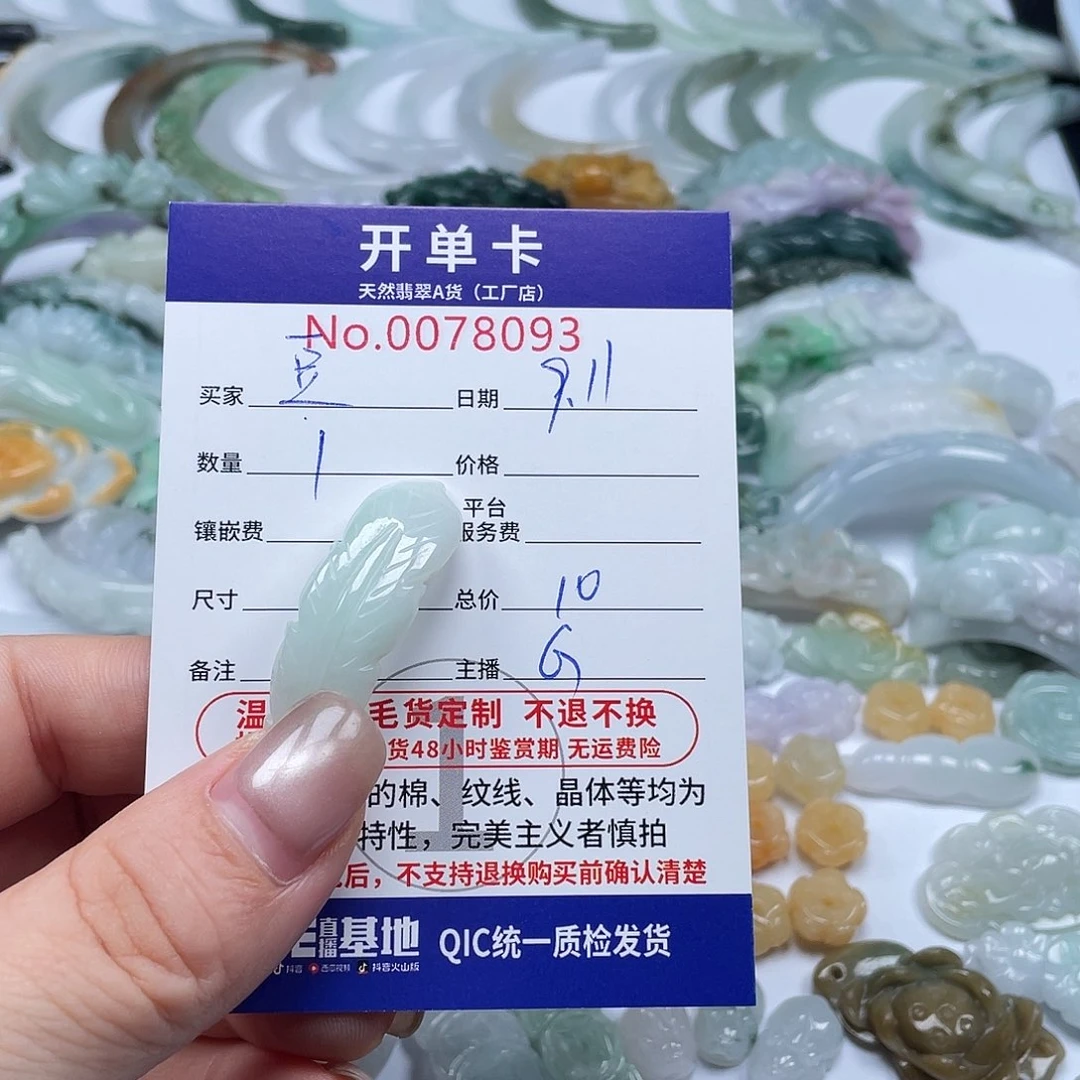 开单卡
天然翡翠A货（工厂店）
No.0078093
买家 日期 9.11
数量 1 价格
平台
镶嵌费 服务费
尺寸 总价 10
备注 主播 G
温 毛货定制 不退不换
货48小时鉴赏期 无运费险
的棉、纹线、晶体等均为
特性，完美主义者慎拍
后，不支持退换购买前确认清楚
直播基地 QIC统一质检发货
抖音 西瓜视频 抖音火山版